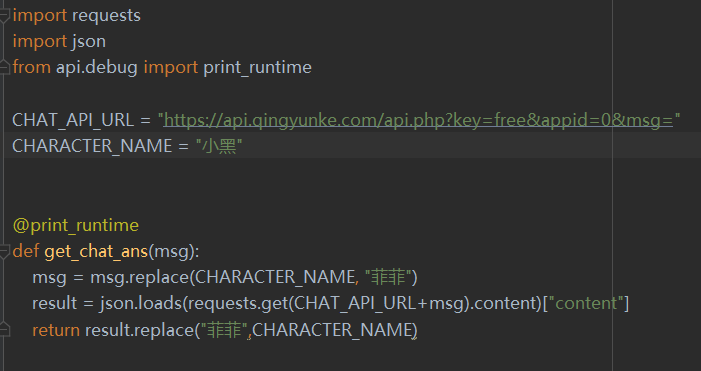 import requests
import json
from api.debug import print_runtime
CHAT_API_URL = "https://api.qingyunke.com/api.php?key=free&appid=0&msg="
CHARACTER_NAME = "小黑"
@print_runtime
def get_chat_ans(msg):
    msg = msg.replace(CHARACTER_NAME, "菲菲")
    result = json.loads(requests.get(CHAT_API_URL+msg).content)["content"]
    return result.replace("菲菲",CHARACTER_NAME)